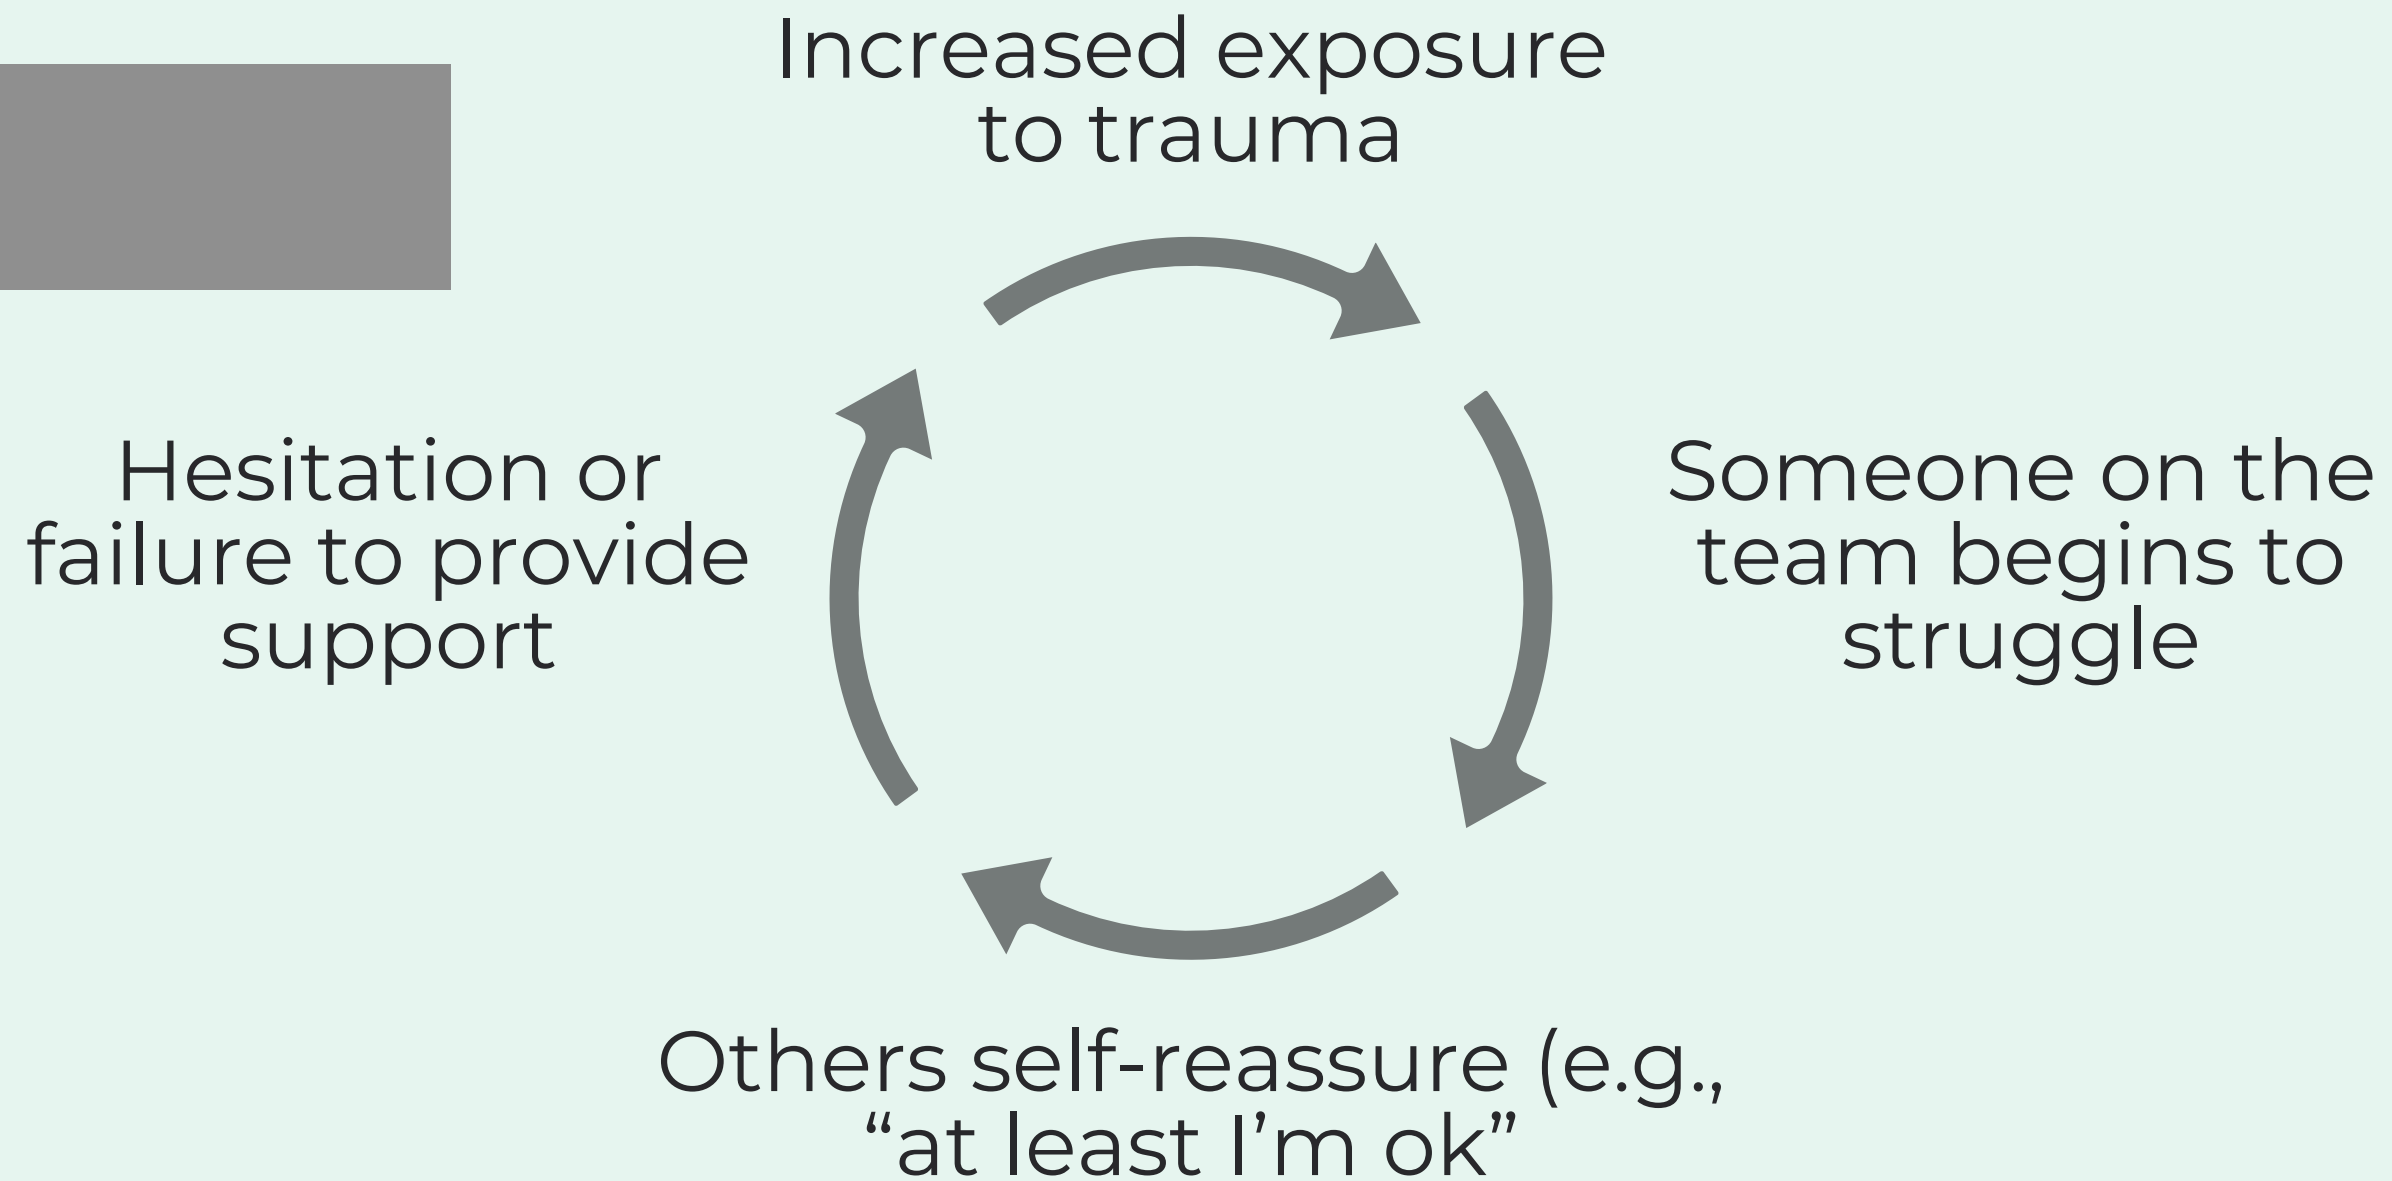 Increased exposure
to trauma
Someone on the
team begins to
struggle
Others self-reassure (e.g.,
“at least I’m ok”
Hesitation or
failure to provide
support